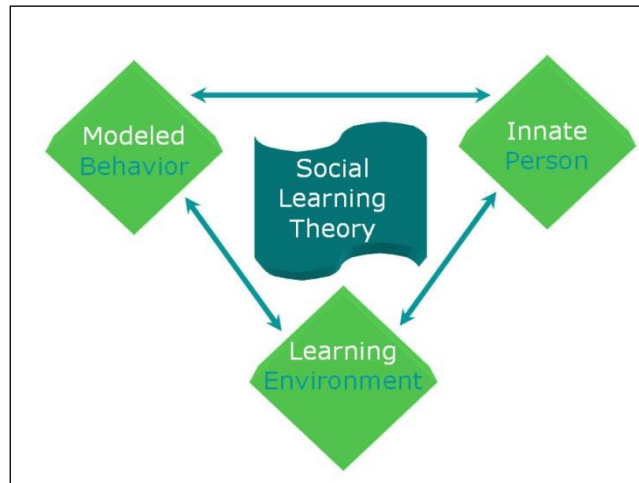 Modeled
Behavior
Innate
Person
Social
Learning
Theory
Learning
Environment